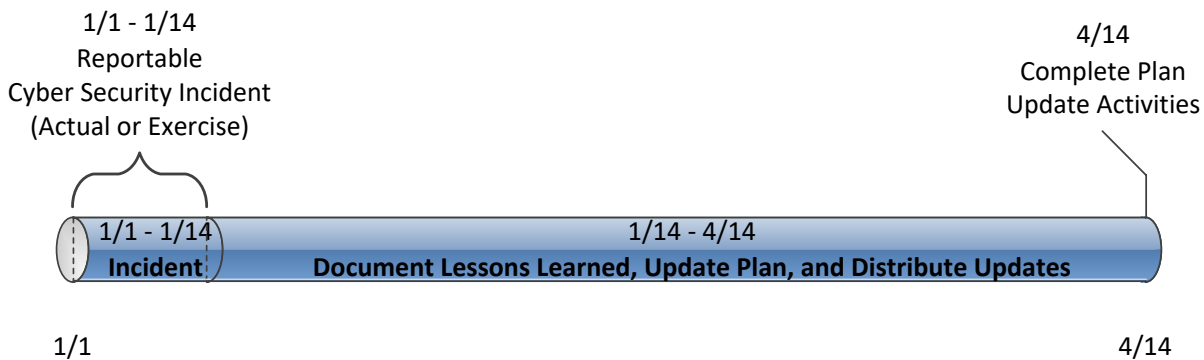 1/1 - 1/14
Reportable
Cyber Security Incident
(Actual or Exercise)
4/14
Complete Plan
Update Activities
1/1 - 1/14
Incident
1/14 - 4/14
Document Lessons Learned, Update Plan, and Distribute Updates
1/1
4/14